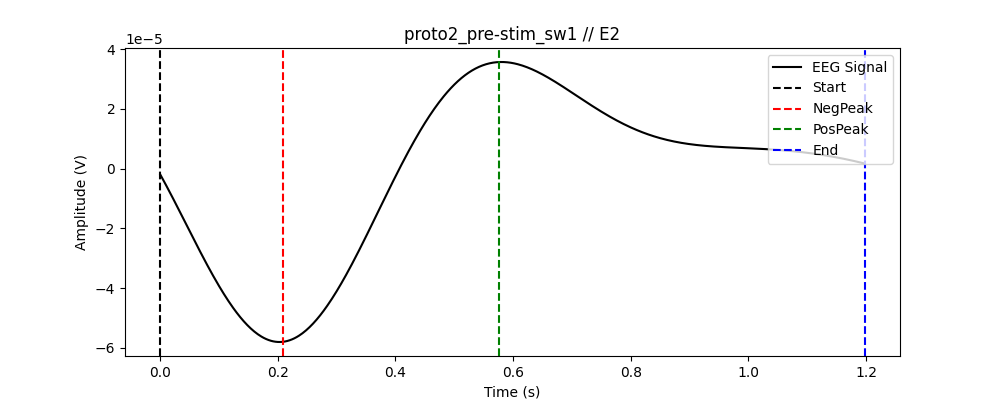 proto2_pre-stim_sw1 // E2
1e−5
4
2
0
−2
−4
−6
Amplitude (V)
0.0 0.2 0.4 0.6 0.8 1.0 1.2
Time (s)
EEG Signal
Start
NegPeak
PosPeak
End